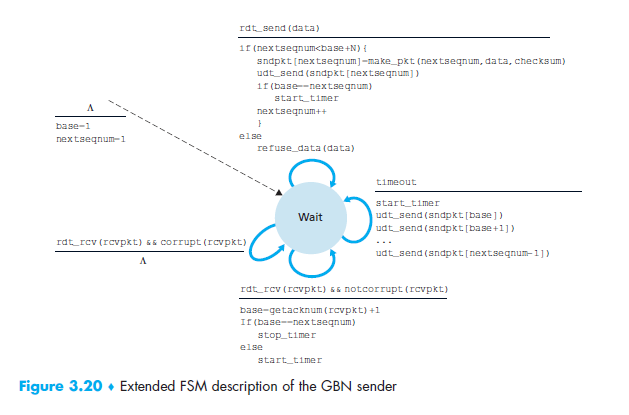 rdt_send(data)
if(nextseqnum<base+N){
sndpkt[nextseqnum]=make_pkt(nextseqnum,data,checksum)
udt_send(sndpkt[nextseqnum])
if(base==nextseqnum)
start_timer
nextseqnum++
}
else
refuse_data(data)
Λ
base=1
nextseqnum=1
timeout
start_timer
udt_send(sndpkt[base])
udt_send(sndpkt[base+1])
...
udt_send(sndpkt[nextseqnum-1])
Wait
rdt_rcv(rcvpkt) && corrupt(rcvpkt)
Λ
rdt_rcv(rcvpkt) && notcorrupt(rcvpkt)
base=getacknum(rcvpkt)+1
If(base==nextseqnum)
stop_timer
else
start_timer
Figure 3.20 ♦ Extended FSM description of the GBN sender